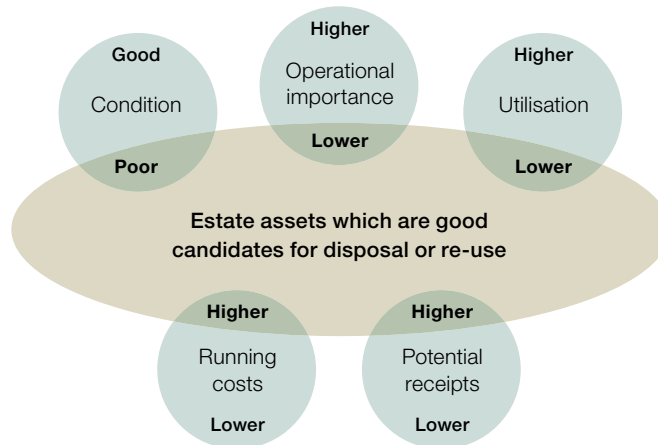 Good
Condition
Poor
Higher
Operational
importance
Lower
Higher
Utilisation
Lower
Estate assets which are good
candidates for disposal or re-use
Higher
Running
costs
Lower
Higher
Potential
receipts
Lower